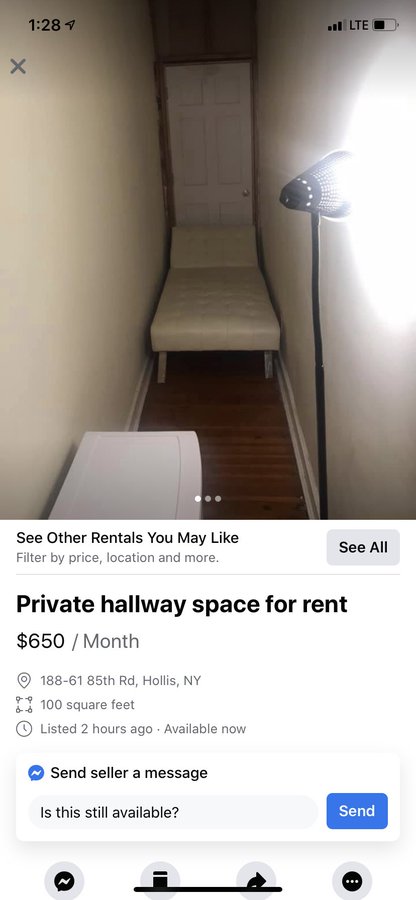 1:28 LTE
See Other Rentals You May Like
Filter by price, location and more.
See All
Private hallway space for rent
$650 / Month
188-61 85th Rd, Hollis, NY
100 square feet
Listed 2 hours ago · Available now
Send seller a message
Is this still available?
Send